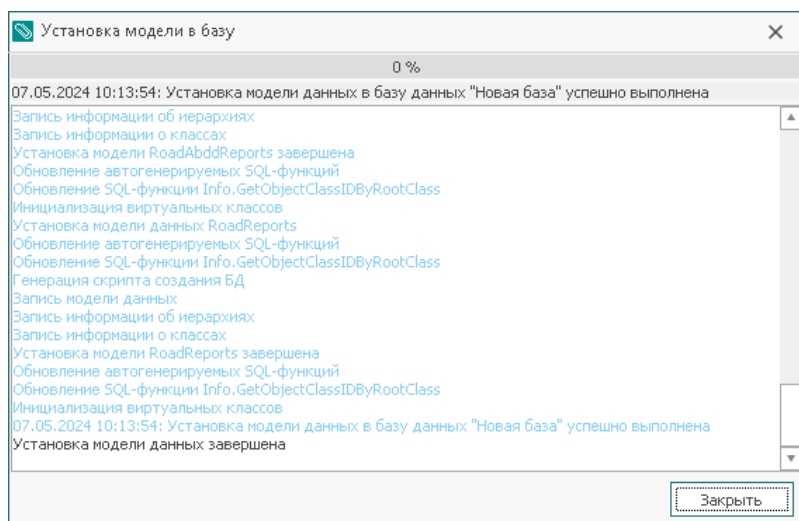 Установка модели в базу
0 %
07.05.2024 10:13:54: Установка модели данных в базу данных "Новая база" успешно выполнена
Запись информации об иерархиях
Запись информации о классах
Установка модели RoadAbddReports завершена
Обновление автогенерируемых SQL-функций
Обновление SQL-функции Info.GetObjectClassIDByRootClass
Инициализация виртуальных классов
Установка модели данных RoadReports
Обновление автогенерируемых SQL-функций
Обновление SQL-функции Info.GetObjectClassIDByRootClass
Генерация скрипта создания БД
Запись модели данных
Запись информации об иерархиях
Запись информации о классах
Установка модели RoadReports завершена
Обновление автогенерируемых SQL-функций
Обновление SQL-функции Info.GetObjectClassIDByRootClass
Инициализация виртуальных классов
07.05.2024 10:13:54: Установка модели данных в базу данных "Новая база" успешно выполнена
Установка модели данных завершена
Закрыть